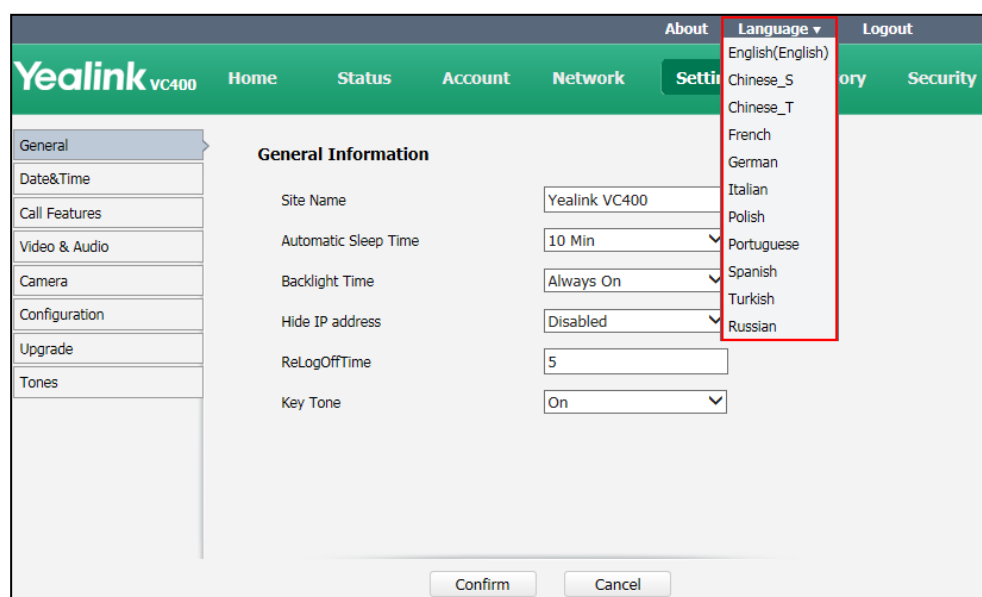 About Language ▾ Logout
Yealink VC400 Home Status Account Network Settin ory Security
English(English)
Chinese_S
Chinese_T
French
German
Italian
Polish
Portuguese
Spanish
Turkish
Russian
General
Date&Time
Call Features
Video & Audio
Camera
Configuration
Upgrade
Tones
General Information
Site Name Yealink VC400
Automatic Sleep Time 10 Min
Backlight Time Always On
Hide IP address Disabled
ReLogOffTime 5
Key Tone On
Confirm Cancel